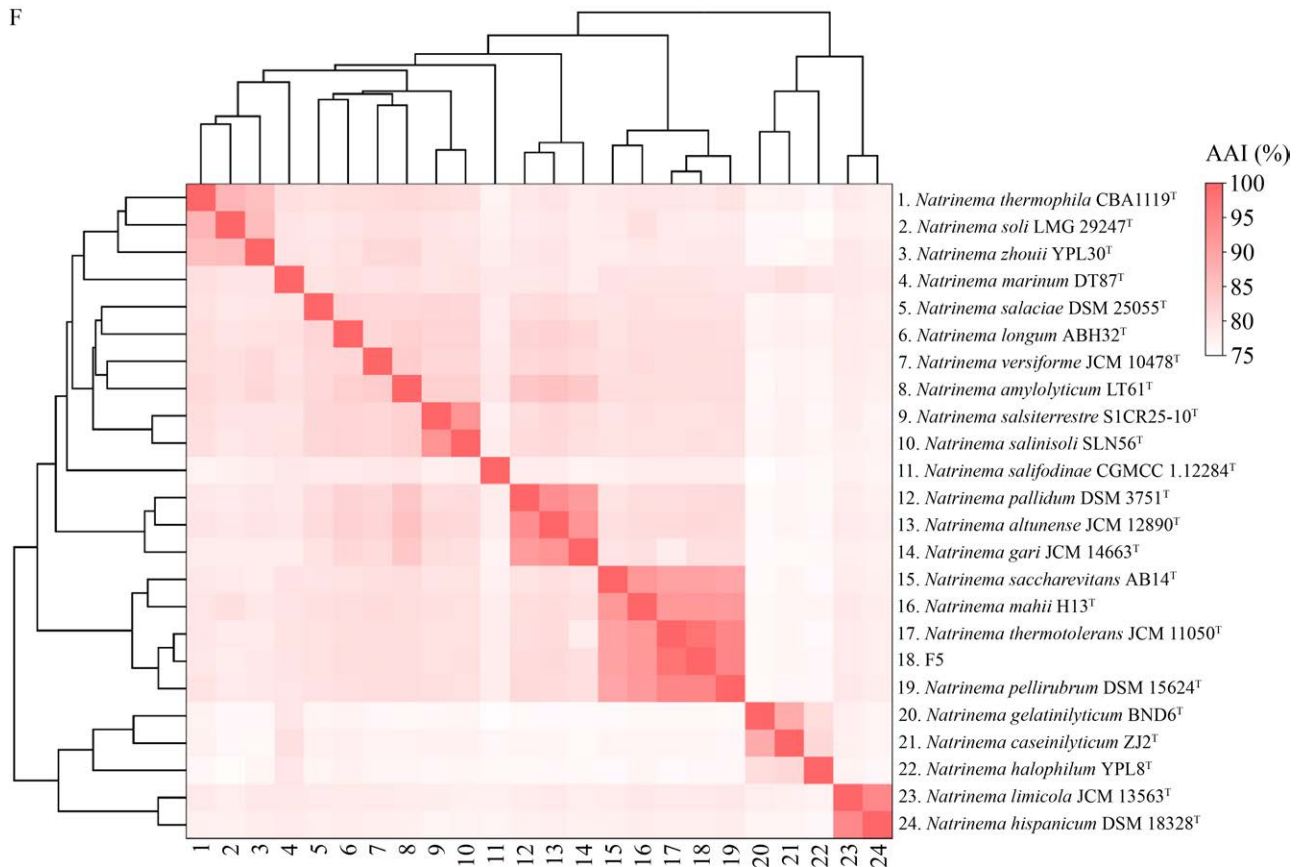 F
AAI (%)
100
95
90
85
80
75
1. Natrinema thermophila CBA1119ᵀ
2. Natrinema soli LMG 29247ᵀ
3. Natrinema zhouii YPL30ᵀ
4. Natrinema marinum DT87ᵀ
5. Natrinema salaciae DSM 25055ᵀ
6. Natrinema longum ABH32ᵀ
7. Natrinema versiforme JCM 10478ᵀ
8. Natrinema amylolyticum LT61ᵀ
9. Natrinema salsiterrestre S1CR25-10ᵀ
10. Natrinema salinisoli SLN56ᵀ
11. Natrinema salifodinae CGMCC 1.12284ᵀ
12. Natrinema pallidum DSM 3751ᵀ
13. Natrinema altunense JCM 12890ᵀ
14. Natrinema gari JCM 14663ᵀ
15. Natrinema saccharevitans AB14ᵀ
16. Natrinema mahii H13ᵀ
17. Natrinema thermotolerans JCM 11050ᵀ
18. F5
19. Natrinema pellirubrum DSM 15624ᵀ
20. Natrinema gelatinilyticum BND6ᵀ
21. Natrinema caseinilyticum ZJ2ᵀ
22. Natrinema halophilum YPL8ᵀ
23. Natrinema limicola JCM 13563ᵀ
24. Natrinema hispanicum DSM 18328ᵀ
1 2 3 4 5 6 7 8 9 10 11 12 13 14 15 16 17 18 19 20 21 22 23 24